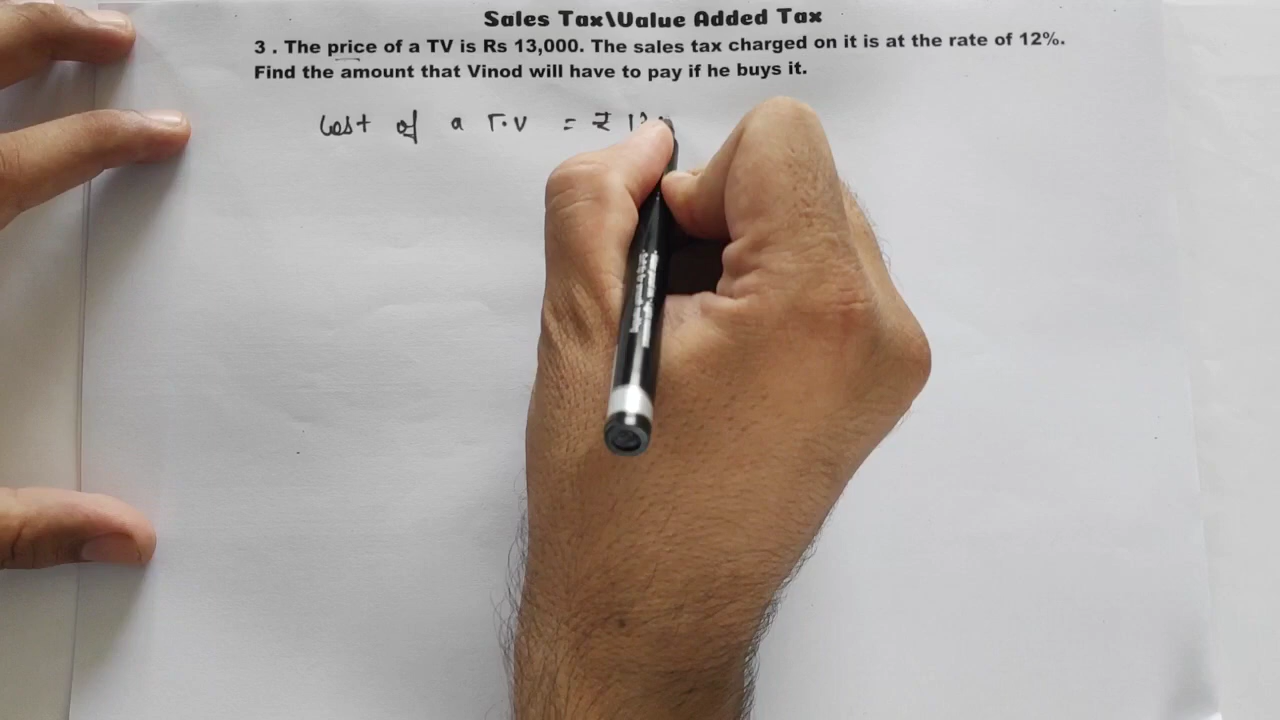 Sales Tax\Value Added Tax
3 . The price of a TV is Rs 13,000. The sales tax charged on it is at the rate of 12%.
Find the amount that Vinod will have to pay if he buys it.
Cost of a T.V = ₹ 13